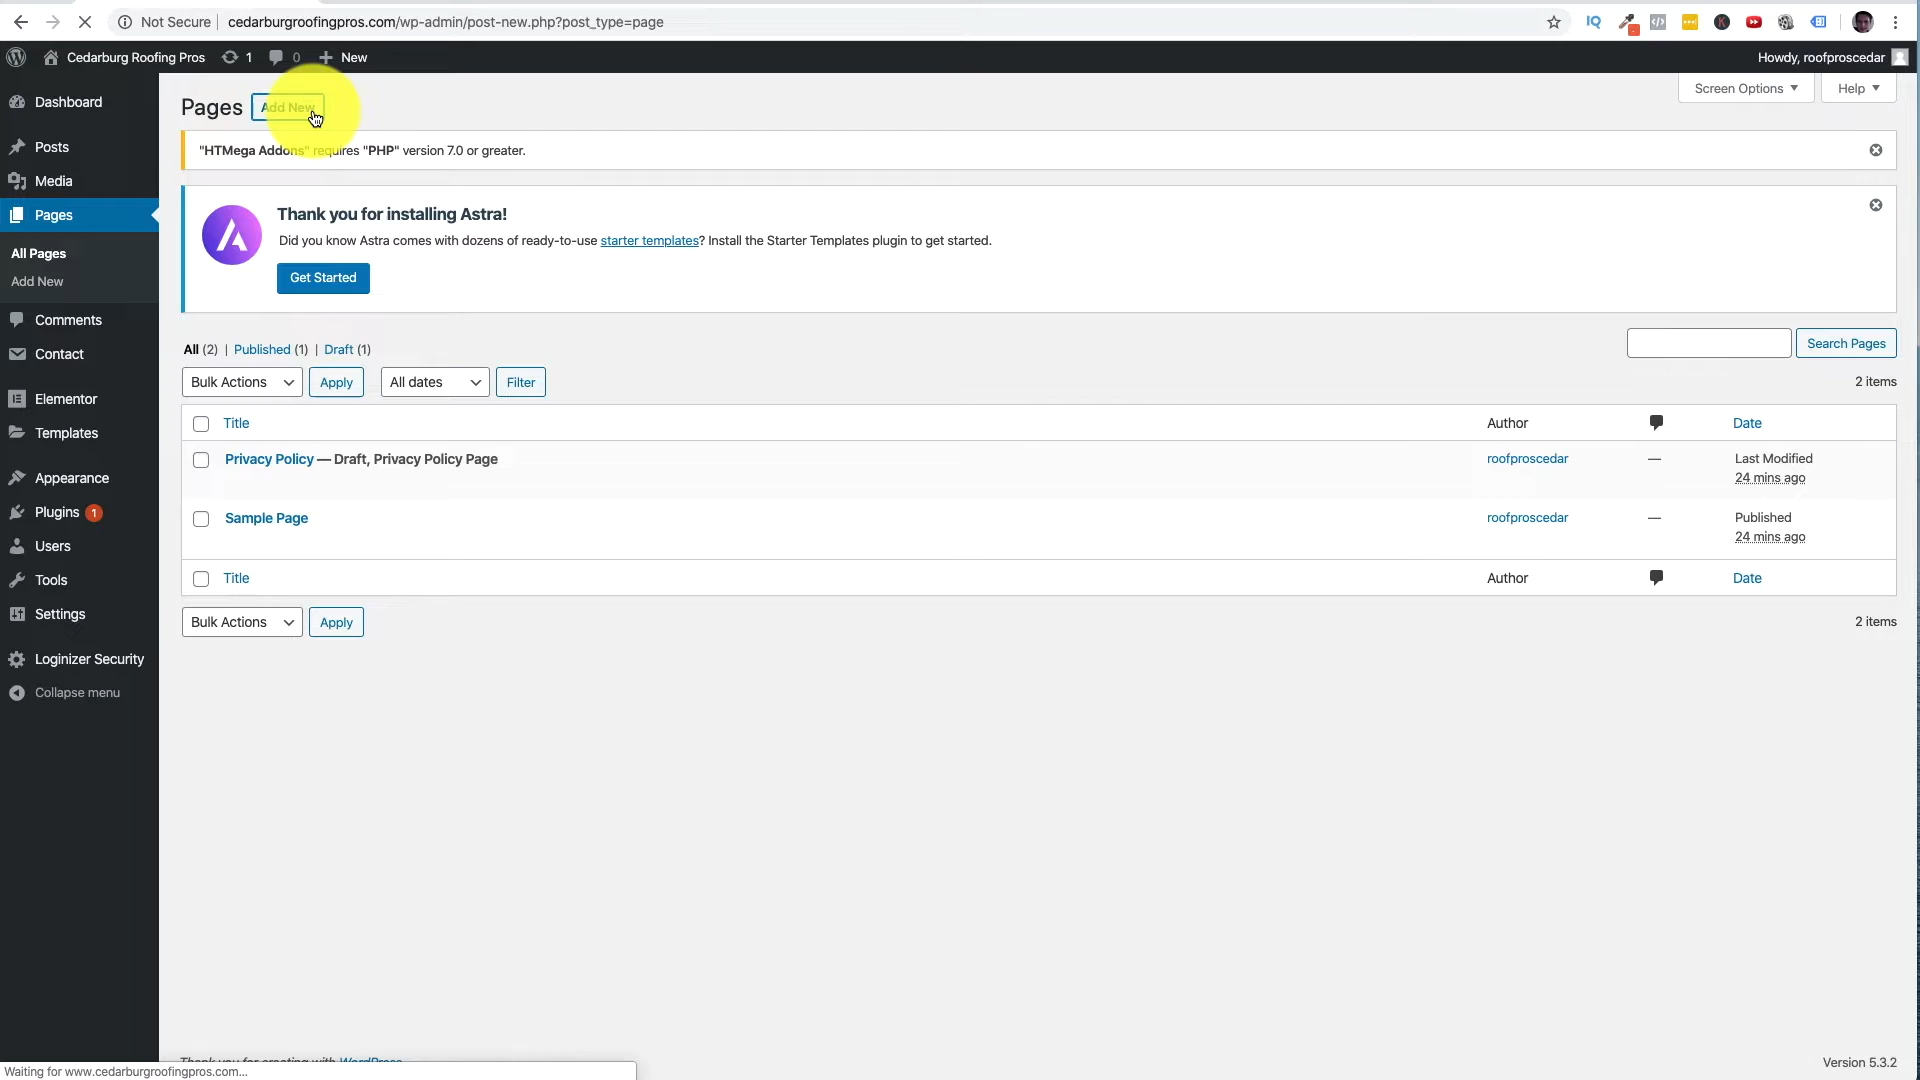 Not Secure
cedarburgroofingpros.com/wp-admin/post-new.php?post_type=page
IQ
Cedarburg Roofing Pros
1
0
New
Howdy, roofproscedar
Dashboard
Posts
Media
Pages
All Pages
Add New
Comments
Contact
Elementor
Templates
Appearance
Plugins 1
Users
Tools
Settings
Loginizer Security
Collapse menu
Pages
Add New
Screen Options
Help
"HTMega Addons" requires "PHP" version 7.0 or greater.
Thank you for installing Astra!
Did you know Astra comes with dozens of ready-to-use starter templates? Install the Starter Templates plugin to get started.
Get Started
All (2) | Published (1) | Draft (1)
Search Pages
Bulk Actions
Apply
All dates
Filter
2 items
Title
Author
Date
Privacy Policy — Draft, Privacy Policy Page
roofproscedar
—
Last Modified
24 mins ago
Sample Page
roofproscedar
—
Published
24 mins ago
Title
Author
Date
Bulk Actions
Apply
2 items
Thank you for creating with WordPress
Version 5.3.2
Waiting for www.cedarburgroofingpros.com...